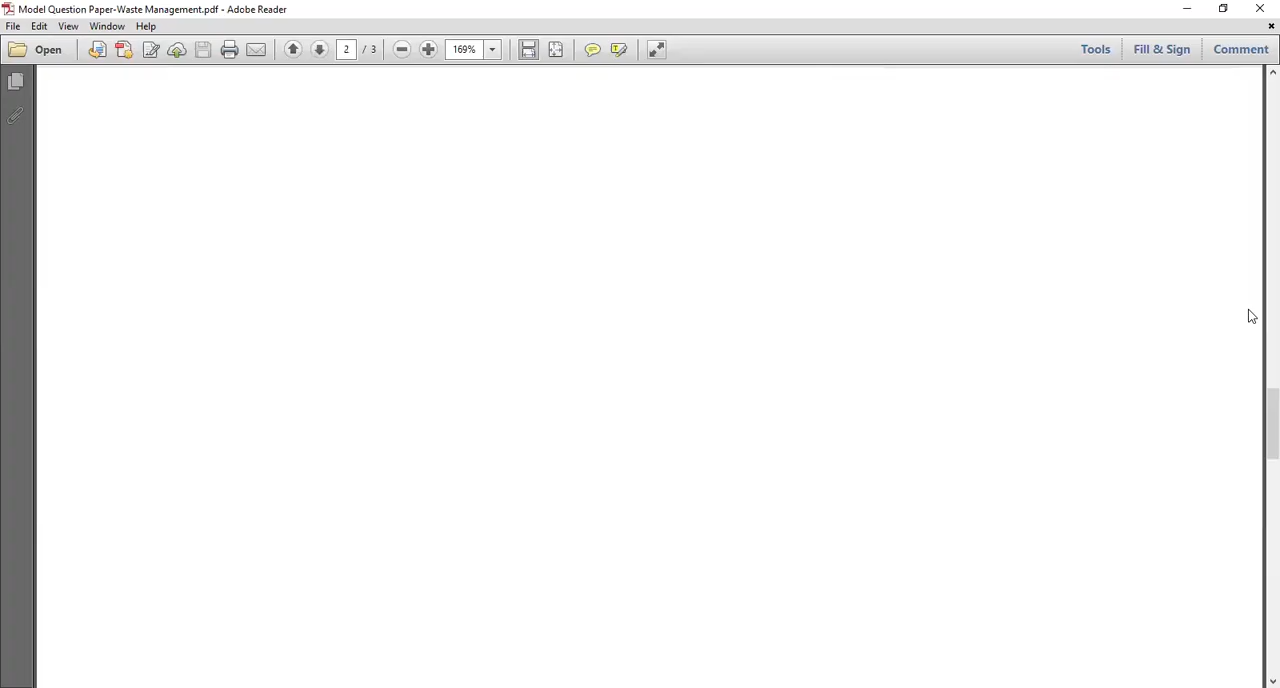 Model Question Paper-Waste Management.pdf - Adobe Reader
File Edit View Window Help
Open 2 / 3 169% Tools Fill & Sign Comment